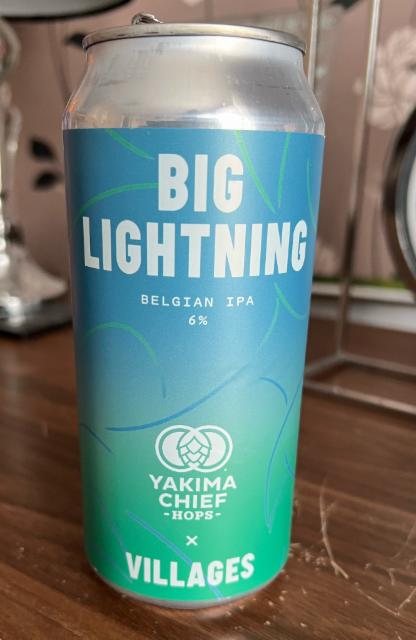 BIG
LIGHTNING
BELGIAN IPA
6%
YAKIMA
CHIEF
-HOPS-
×
VILLAGES